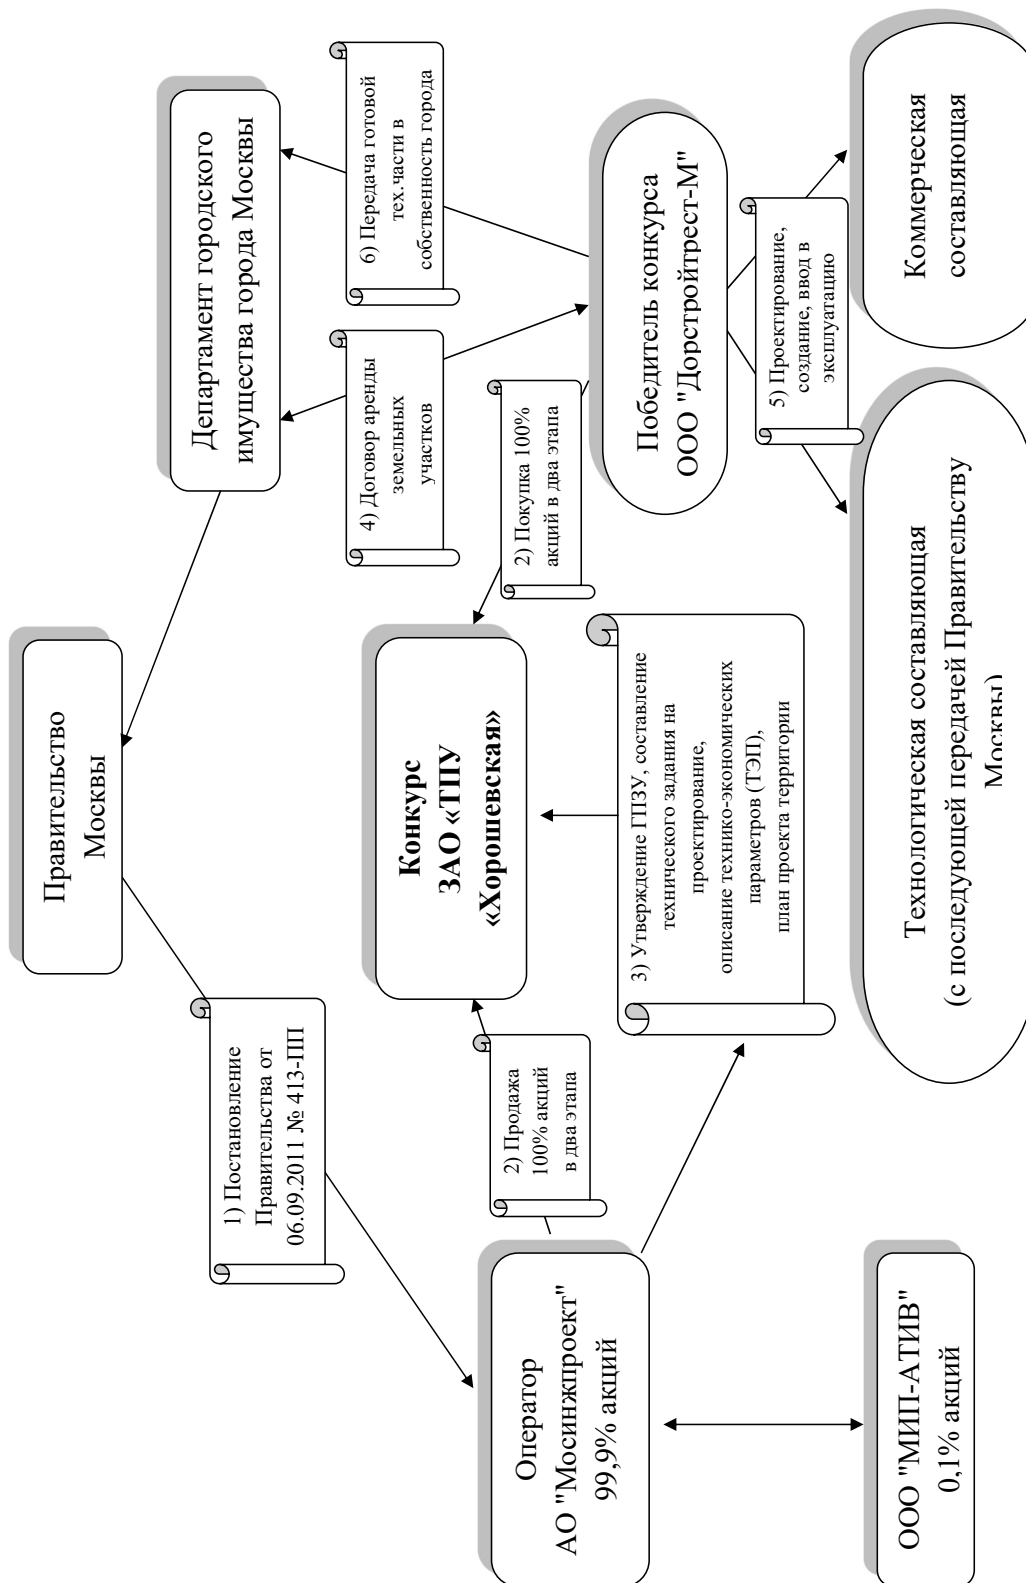 Правительство
Москвы
Департамент городского
имущества города Москвы
1) Постановление
Правительства от
06.09.2011 № 413-ПП
4) Договор аренды
земельных
участков
6) Передача готовой
тех.части в
собственность города
Конкурс
ЗАО «ТПУ
«Хорошевская»
2) Продажа
100% акций
в два этапа
2) Покупка 100%
акций в два этапа
Оператор
АО "Мосинжпроект"
99,9% акций
3) Утверждение ГПЗУ, составление
технического задания на
проектирование,
описание технико-экономических
параметров (ТЭП),
план проекта территории
Победитель конкурса
ООО "Дорстройтрест-М"
5) Проектирование,
создание, ввод в
эксплуатацию
ООО "МИП-АТИВ"
0,1% акций
Технологическая составляющая
(с последующей передачей Правительству
Москвы)
Коммерческая
составляющая